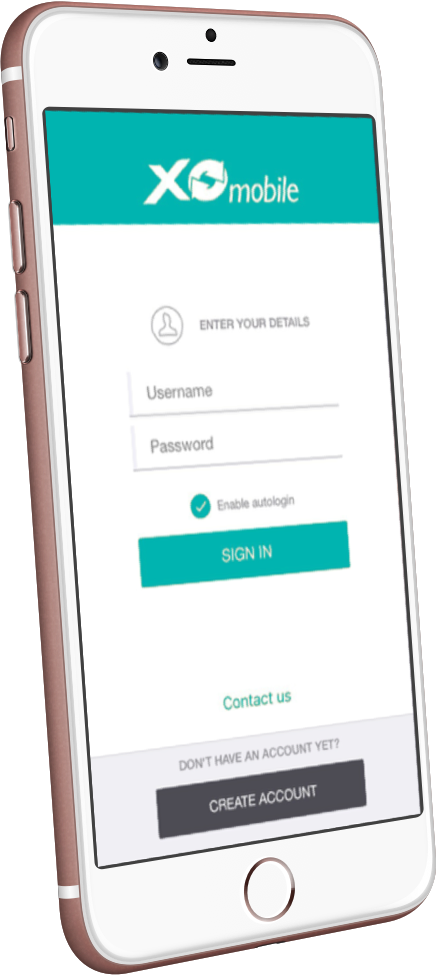 XO mobile
ENTER YOUR DETAILS
Username
Password
Enable autologin
SIGN IN
Contact us
DON'T HAVE AN ACCOUNT YET?
CREATE ACCOUNT